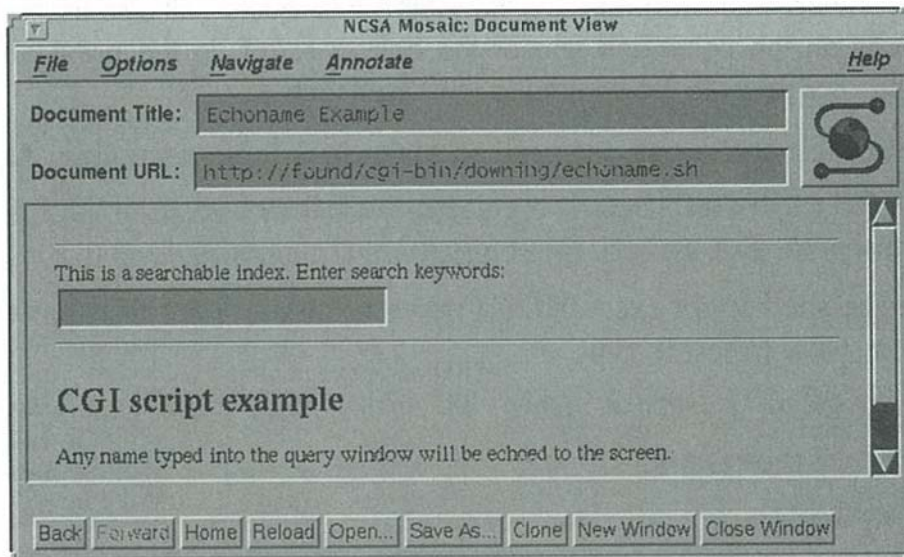 NCSA Mosaic: Document View
File Options Navigate Annotate Help
Document Title: Echoname Example
Document URL: http://found/cgi-bin/downing/echoname.sh
This is a searchable index. Enter search keywords:
CGI script example
Any name typed into the query window will be echoed to the screen.
Back Forward Home Reload Open... Save As... Clone New Window Close Window